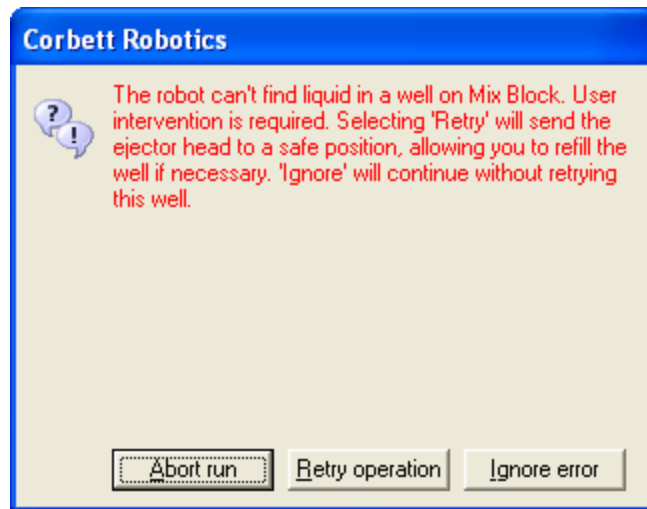 Corbett Robotics
The robot can't find liquid in a well on Mix Block. User
intervention is required. Selecting 'Retry' will send the
ejector head to a safe position, allowing you to refill the
well if necessary. 'Ignore' will continue without retrying
this well.
Abort run Retry operation Ignore error